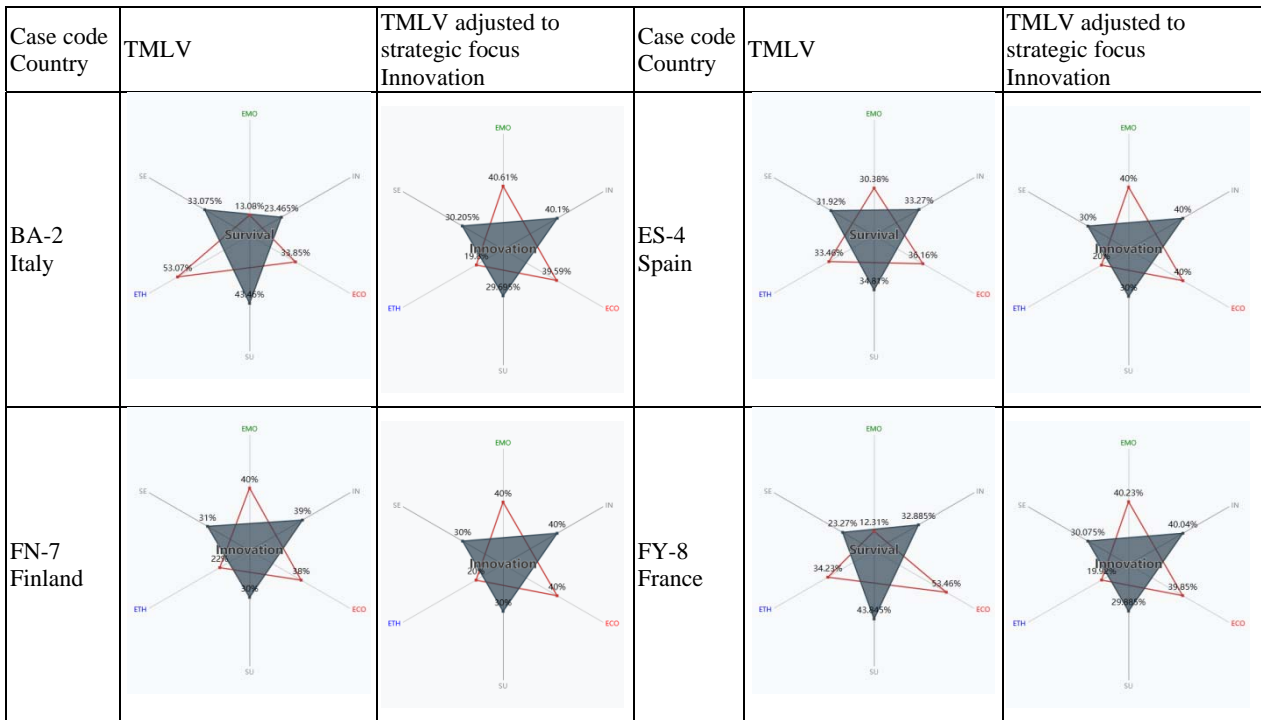 Case code
Country
TMLV
TMLV adjusted to
strategic focus
Innovation
Case code
Country
TMLV
TMLV adjusted to
strategic focus
Innovation
BA-2
Italy
EMO
SE
IN
33.075%
13.08%
23.465%
Survival
33.85%
53.07%
43.46%
ETH
ECO
SU
EMO
40.61%
SE
IN
30.205%
40.1%
Innovation
39.59%
29.695%
ETH
ECO
SU
ES-4
Spain
EMO
30.38%
SE
IN
31.92%
33.27%
Survival
33.46%
36.16%
34.81%
ETH
ECO
SU
EMO
40%
SE
IN
30%
40%
Innovation
20%
40%
30%
ETH
ECO
SU
FN-7
Finland
EMO
40%
SE
IN
31%
39%
Innovation
22%
38%
30%
ETH
ECO
SU
EMO
40%
SE
IN
30%
40%
Innovation
20%
40%
30%
ETH
ECO
SU
FY-8
France
EMO
SE
IN
23.27%
12.31%
32.885%
Survival
34.23%
53.46%
43.845%
ETH
ECO
SU
EMO
40.23%
SE
IN
30.075%
40.04%
Innovation
19.92%
39.85%
29.885%
ETH
ECO
SU